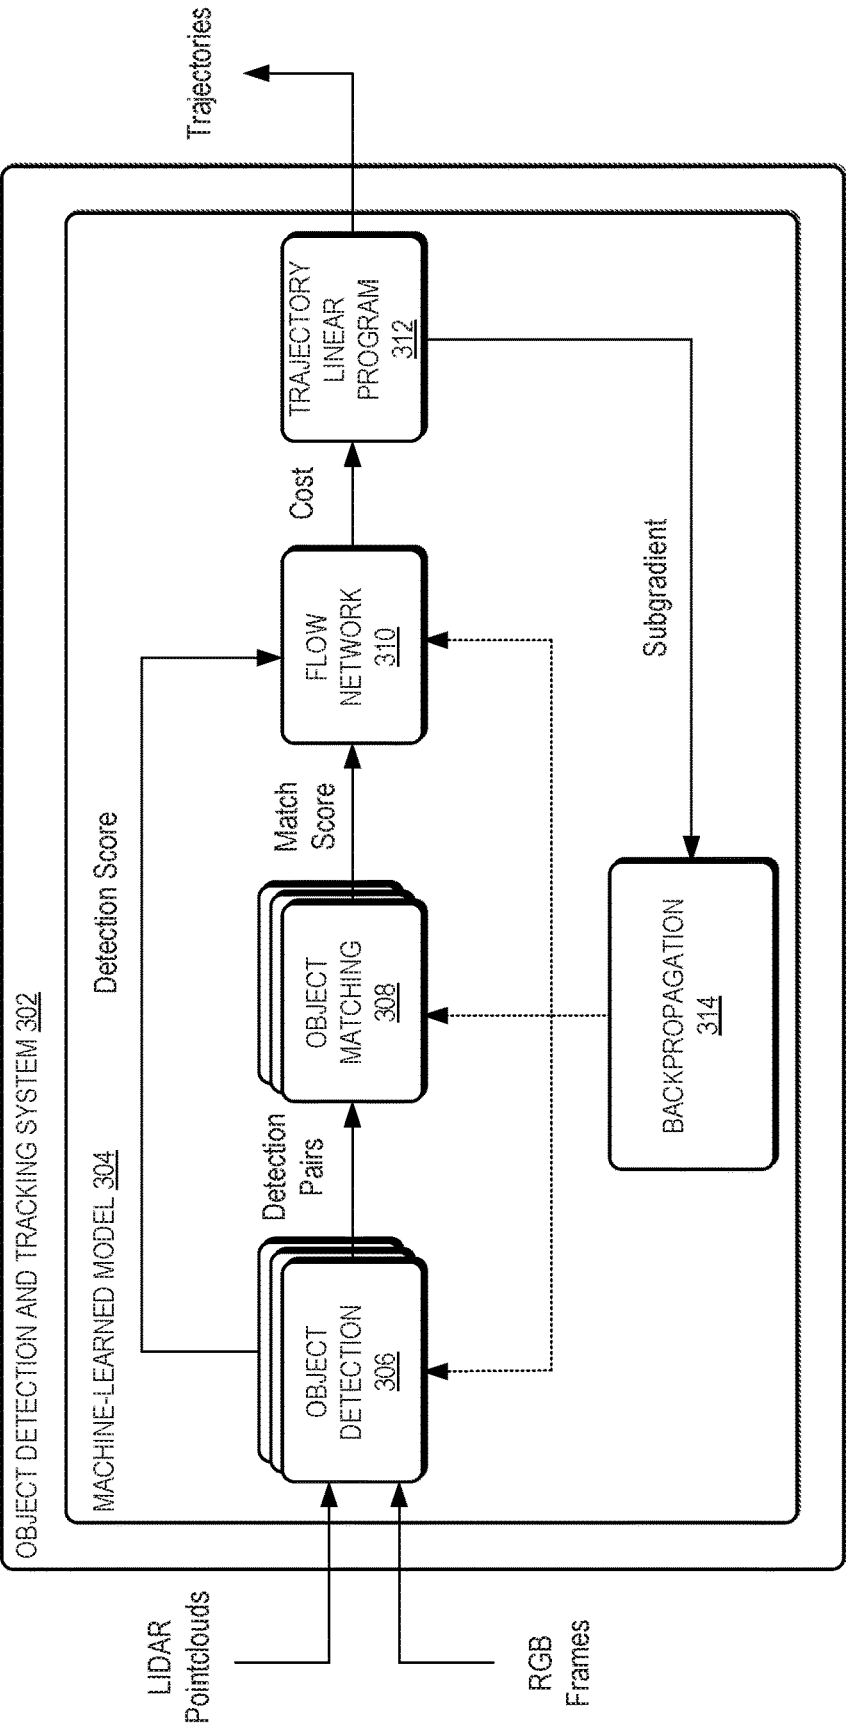 OBJECT DETECTION AND TRACKING SYSTEM 302
MACHINE-LEARNED MODEL 304
Detection Score
LIDAR
Pointclouds
RGB
Frames
OBJECT
DETECTION
306
Detection
Pairs
OBJECT
MATCHING
308
Match
Score
FLOW
NETWORK
310
Cost
TRAJECTORY
LINEAR
PROGRAM
312
Trajectories
Subgradient
BACKPROPAGATION
314